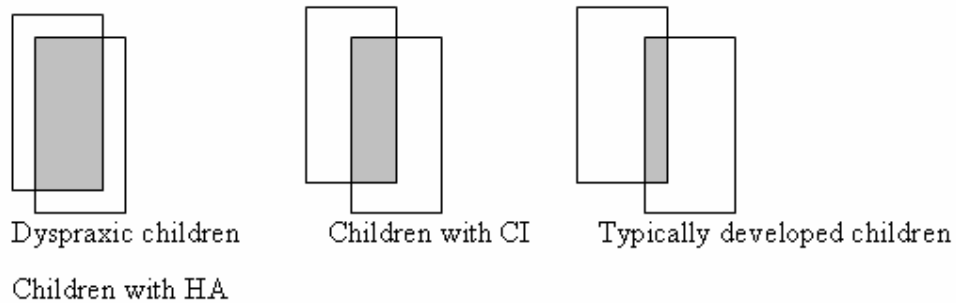 Dyspraxic children
Children with CI
Typically developed children
Children with HA